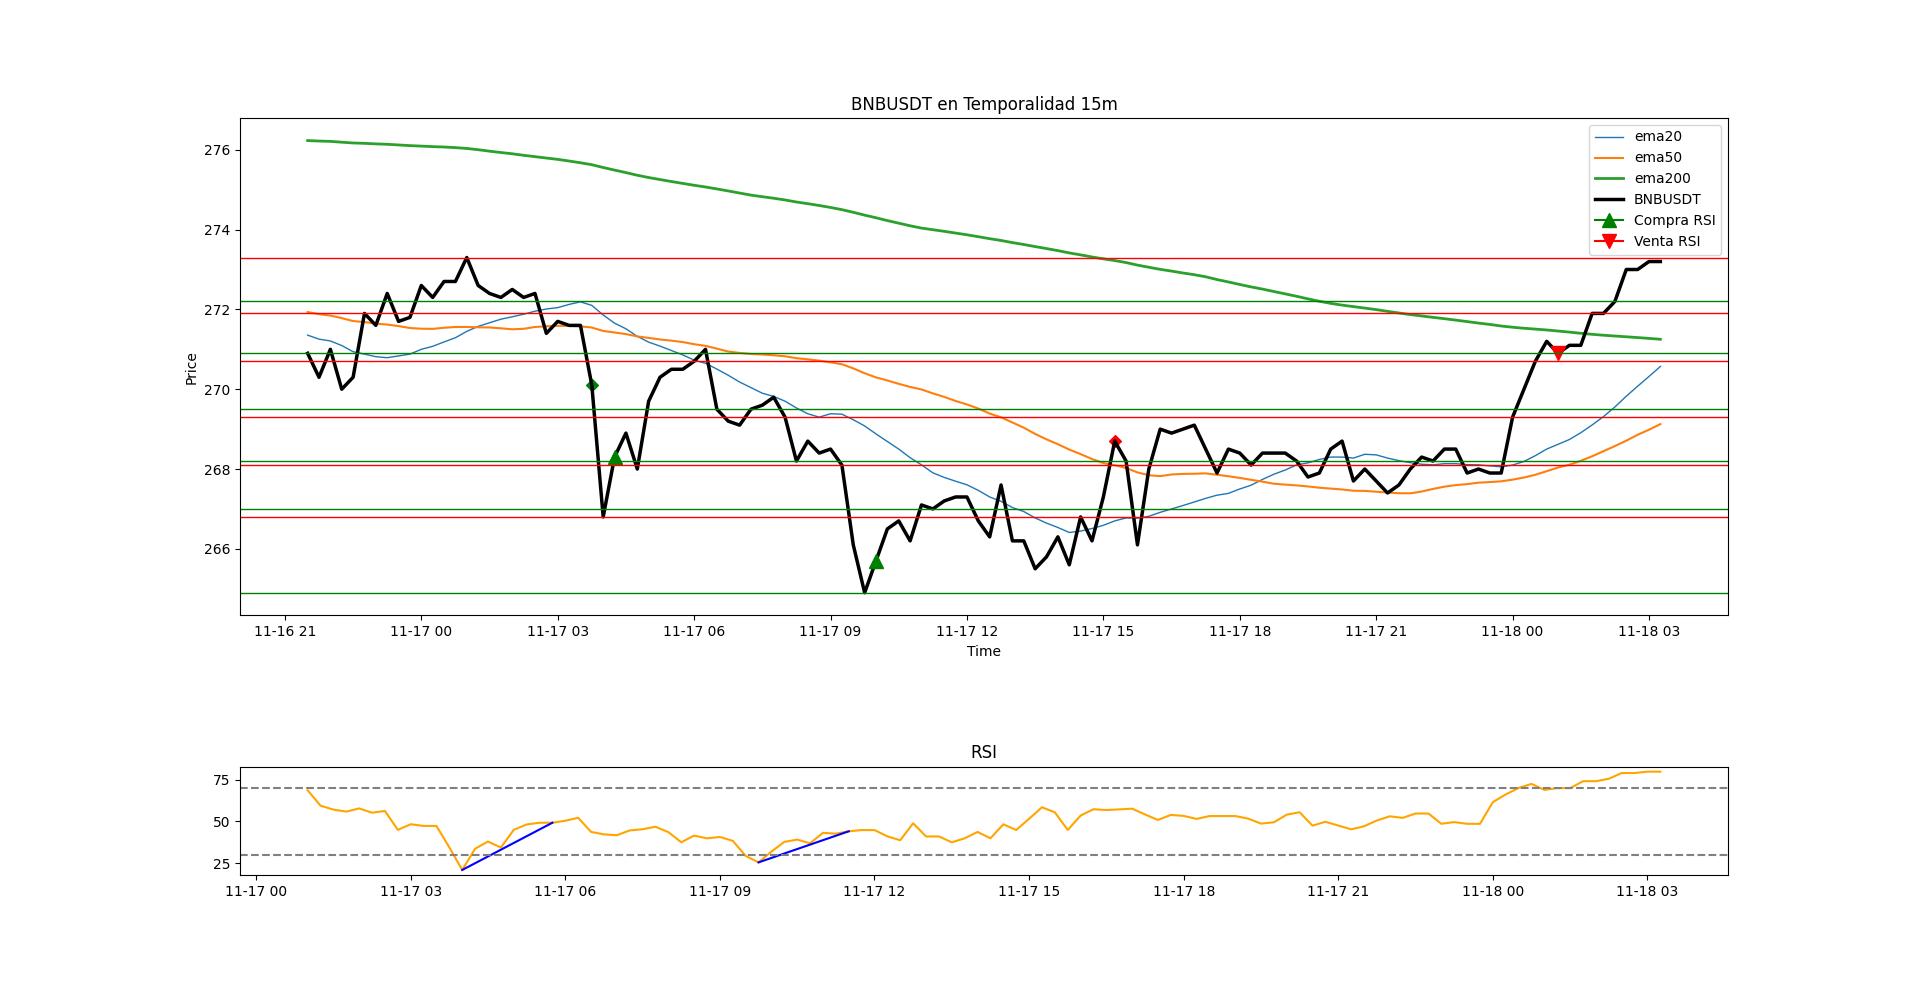 BNBUSDT en Temporalidad 15m
ema20
ema50
ema200
BNBUSDT
Compra RSI
Venta RSI
276
274
272
270
268
266
Price
11-16 21 11-17 00 11-17 03 11-17 06 11-17 09 11-17 12 11-17 15 11-17 18 11-17 21 11-18 00 11-18 03
Time
RSI
75
50
25
11-17 00 11-17 03 11-17 06 11-17 09 11-17 12 11-17 15 11-17 18 11-17 21 11-18 00 11-18 03